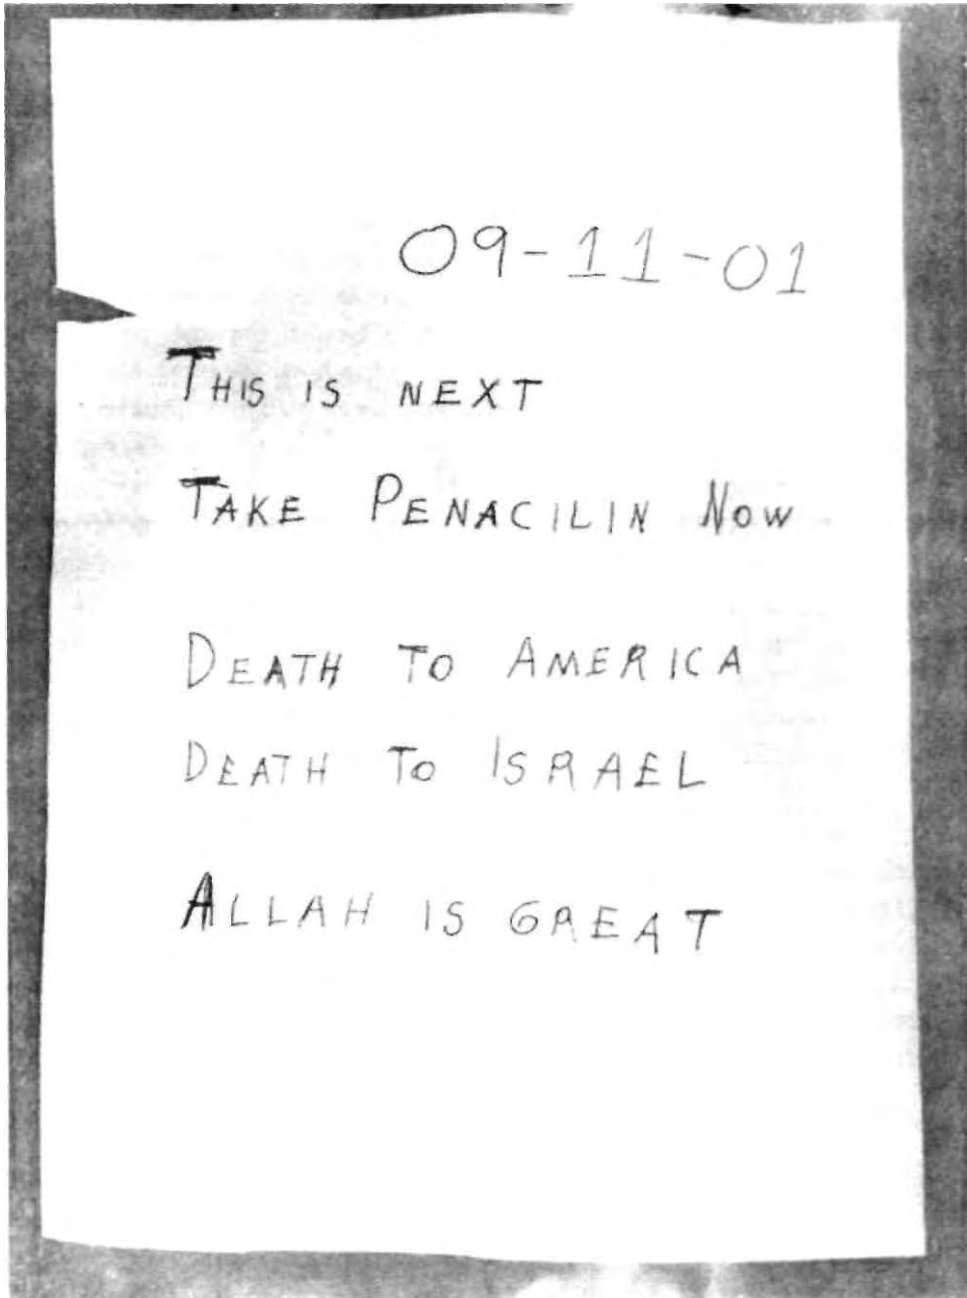 09-11-01
THIS IS NEXT
TAKE PENACILIN NOW
DEATH TO AMERICA
DEATH TO ISRAEL
ALLAH IS GREAT